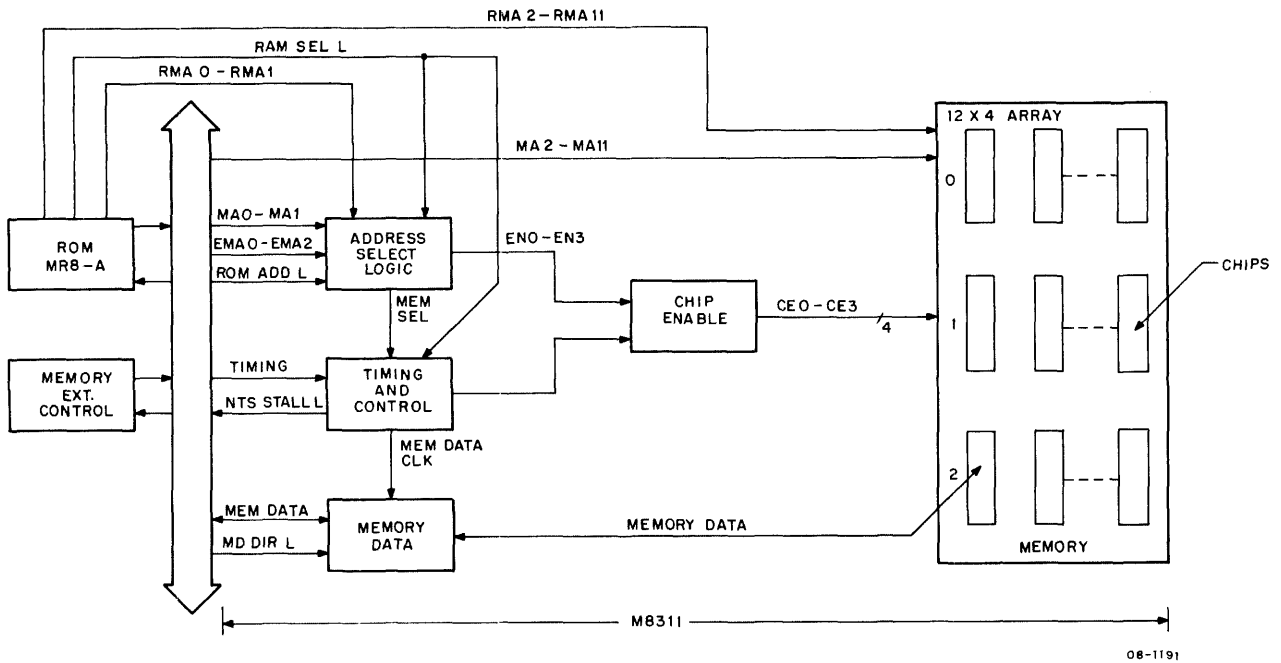 RMA 2-RMA 11
RAM SEL L
RMA 0-RMA1
12 X 4 ARRAY
MA2-MA11
0
ROM
MR8-A
MA0-MA1
EMA0-EMA2
ROM ADD L
ADDRESS
SELECT
LOGIC
EN0-EN3
MEM
SEL
CHIP
ENABLE
CE0-CE3
4
1
CHIPS
MEMORY
EXT.
CONTROL
TIMING
NTS STALL L
TIMING
AND
CONTROL
MEM DATA
CLK
MEM DATA
MD DIR L
MEMORY
DATA
MEMORY DATA
2
MEMORY
M8311
08-1191